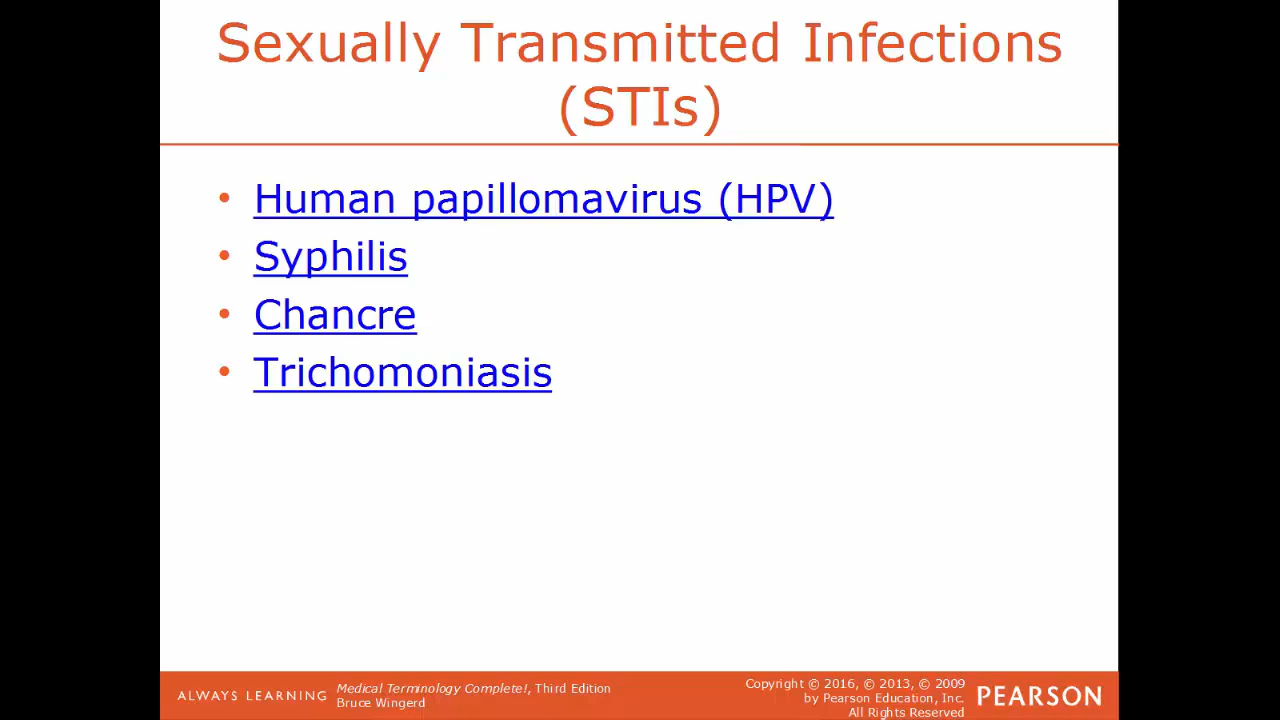 Sexually Transmitted Infections
(STIs)
• Human papillomavirus (HPV)
• Syphilis
• Chancre
• Trichomoniasis
ALWAYS LEARNING
Medical Terminology Complete!, Third Edition
Bruce Wingerd
Copyright © 2016, © 2013, © 2009
by Pearson Education, Inc.
All Rights Reserved
PEARSON